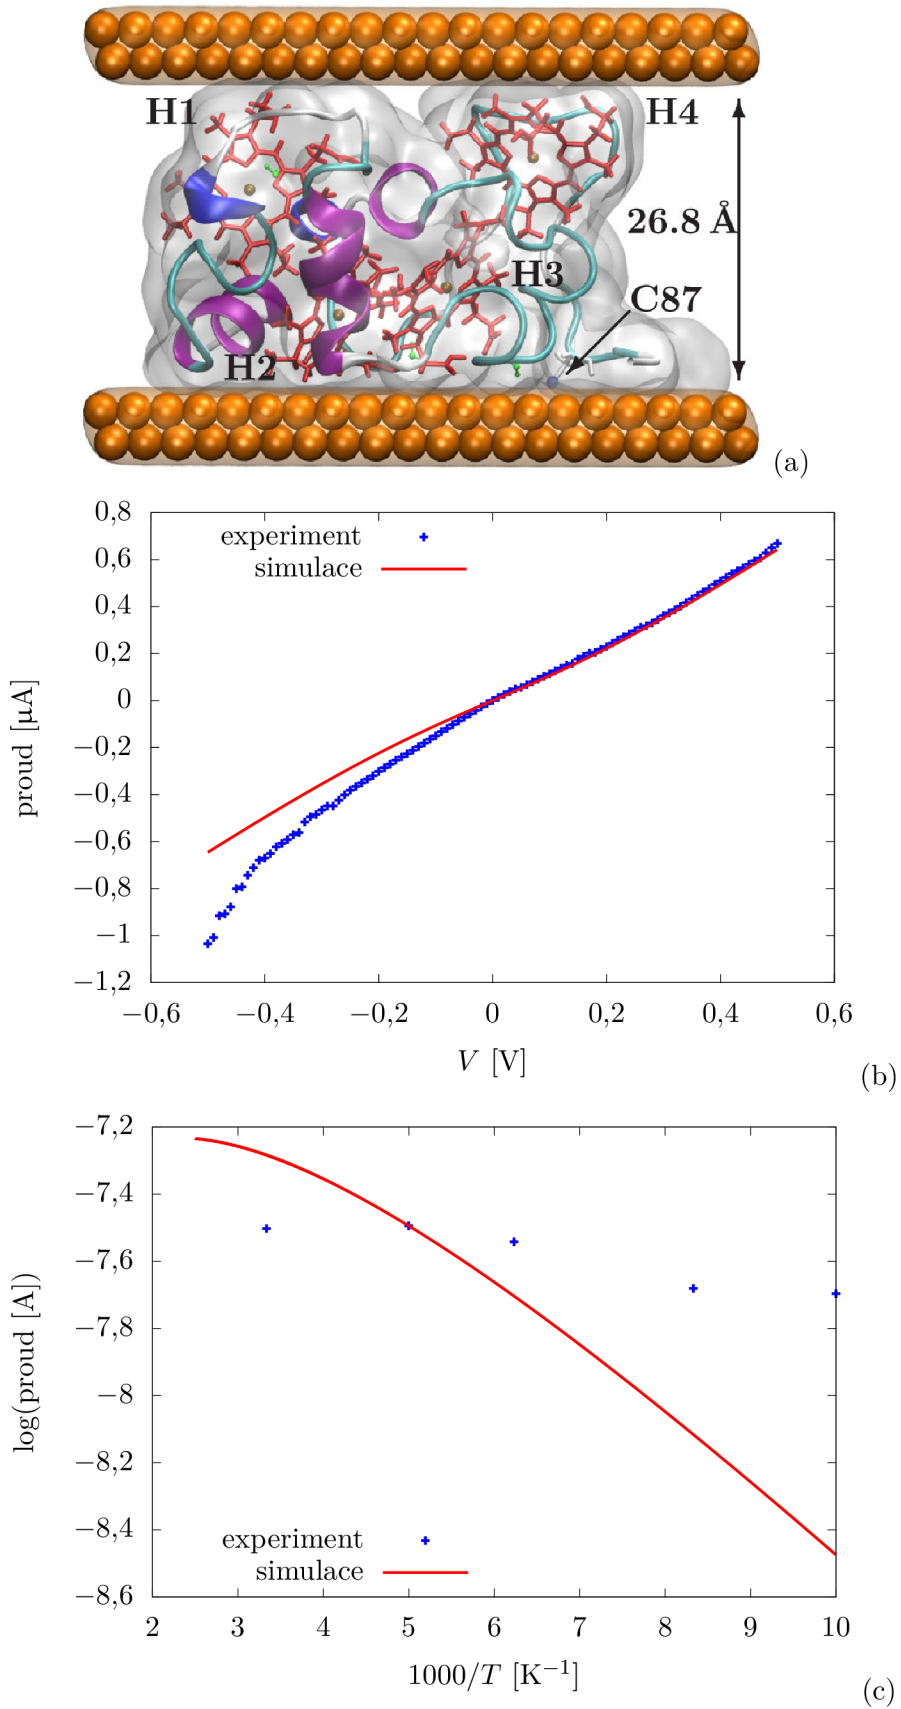 H1
H4
26.8 Å
H3
C87
H2
(a)
0,8
0,6
0,4
0,2
0
−0,2
−0,4
−0,6
−0,8
−1
−1,2
experiment
simulace
proud [µA]
−0,6 −0,4 −0,2 0 0,2 0,4 0,6
V [V]
(b)
−7,2
−7,4
−7,6
−7,8
−8
−8,2
−8,4
−8,6
log(proud [A])
experiment
simulace
2 3 4 5 6 7 8 9 10
1000/T [K⁻¹]
(c)